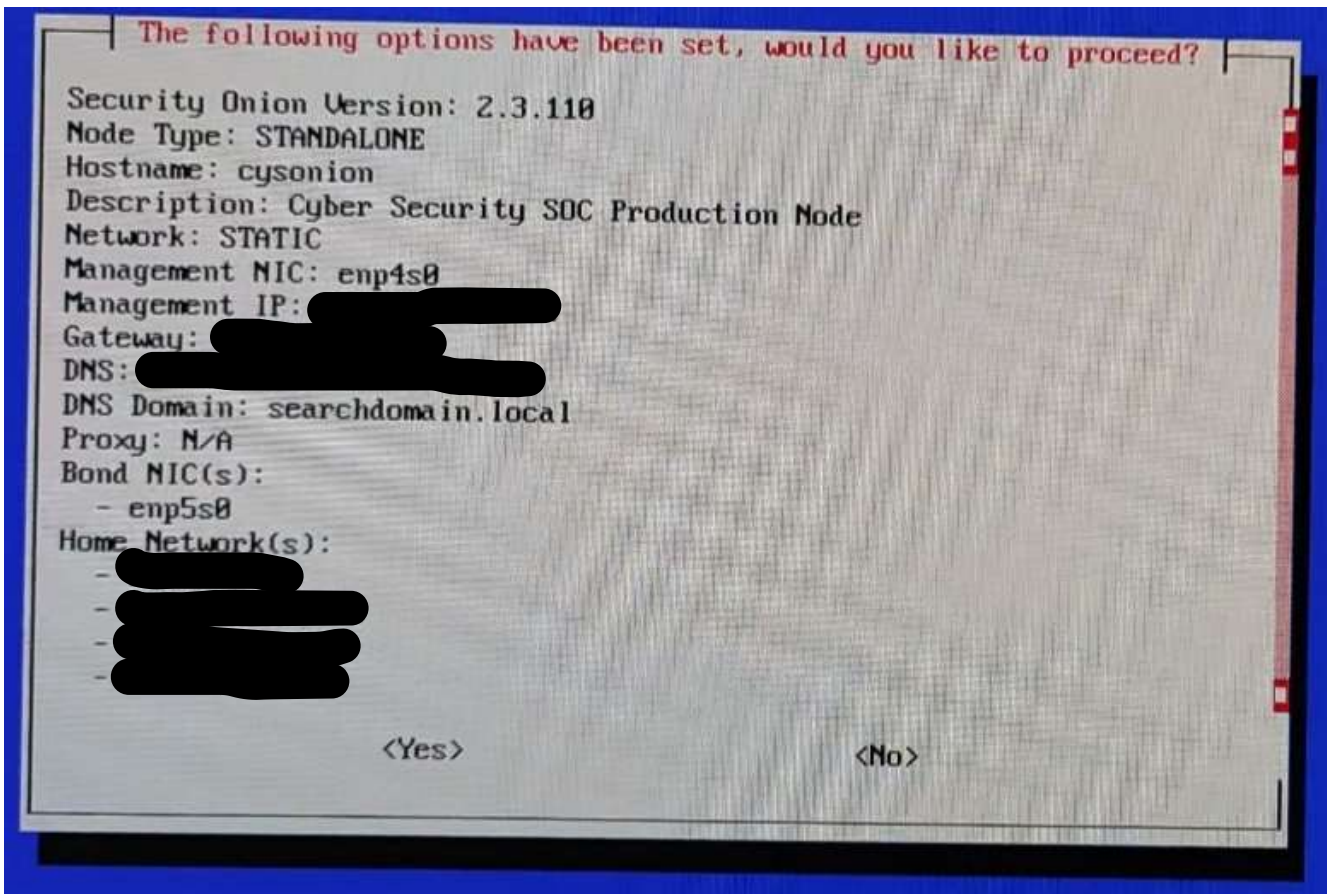 The following options have been set, would you like to proceed?
Security Onion Version: 2.3.110
Node Type: STANDALONE
Hostname: cysonion
Description: Cyber Security SOC Production Node
Network: STATIC
Management NIC: enp4s0
Management IP:
Gateway:
DNS:
DNS Domain: searchdomain.local
Proxy: N/A
Bond NIC(s):
- enp5s0
Home Network(s):
-
-
-
-
<Yes> <No>